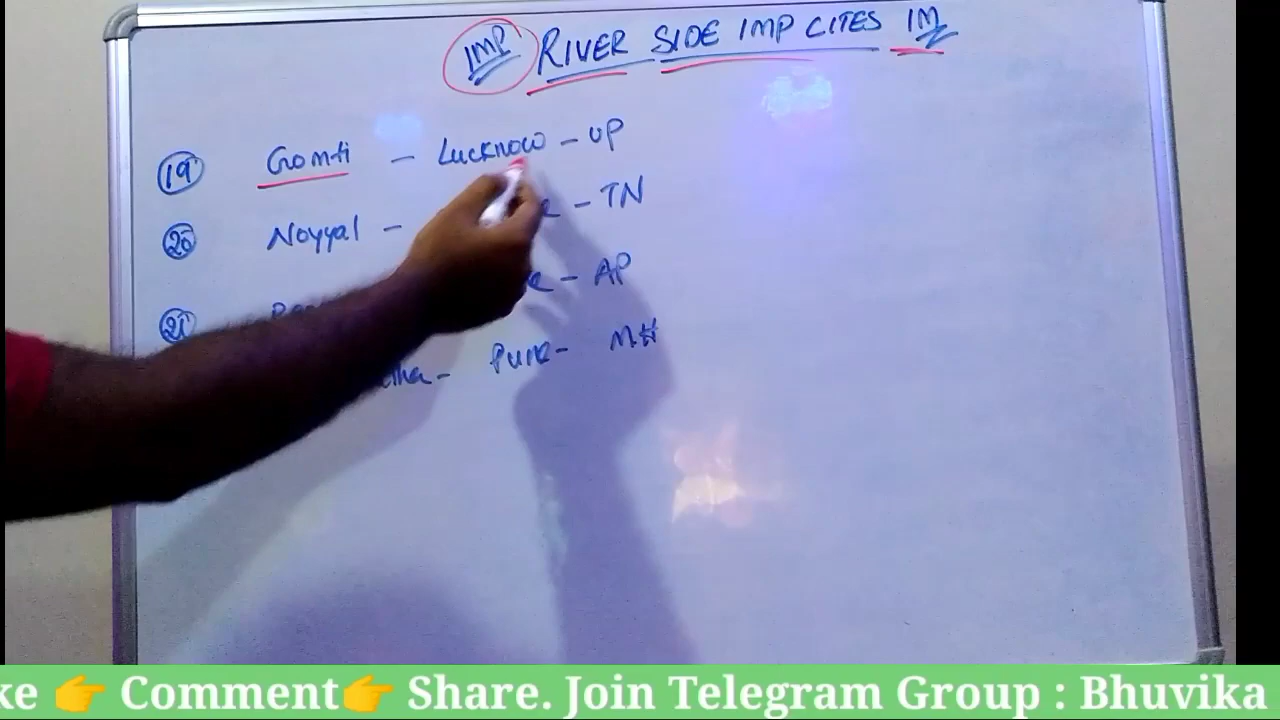 IMP RIVER SIDE IMP CITES IM
19 Gomti - Lucknow - UP
20 Noyyal - - TN
21 - AP
- Pune - MH
ke 👉 Comment👉 Share. Join Telegram Group : Bhuvika